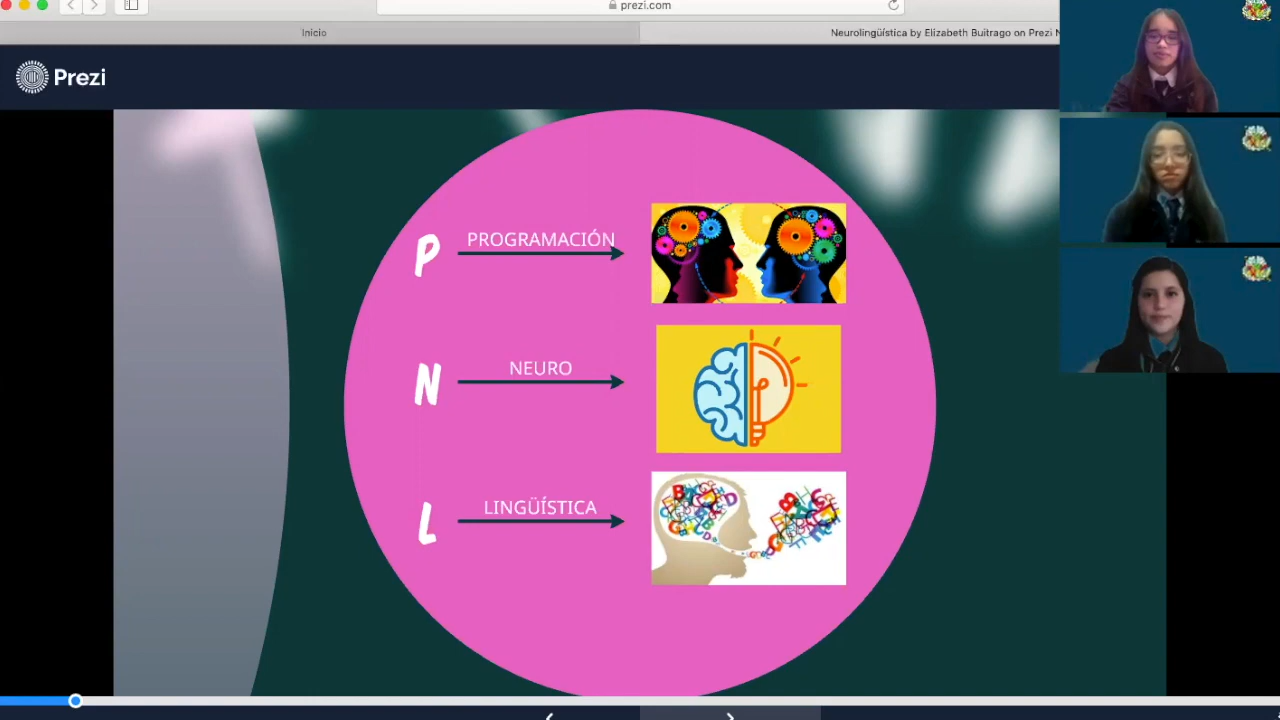 prezi.com
Inicio
Neurolingüística by Elizabeth Buitrago on Prezi N
Prezi
P
PROGRAMACIÓN
N
NEURO
L
LINGÜÍSTICA